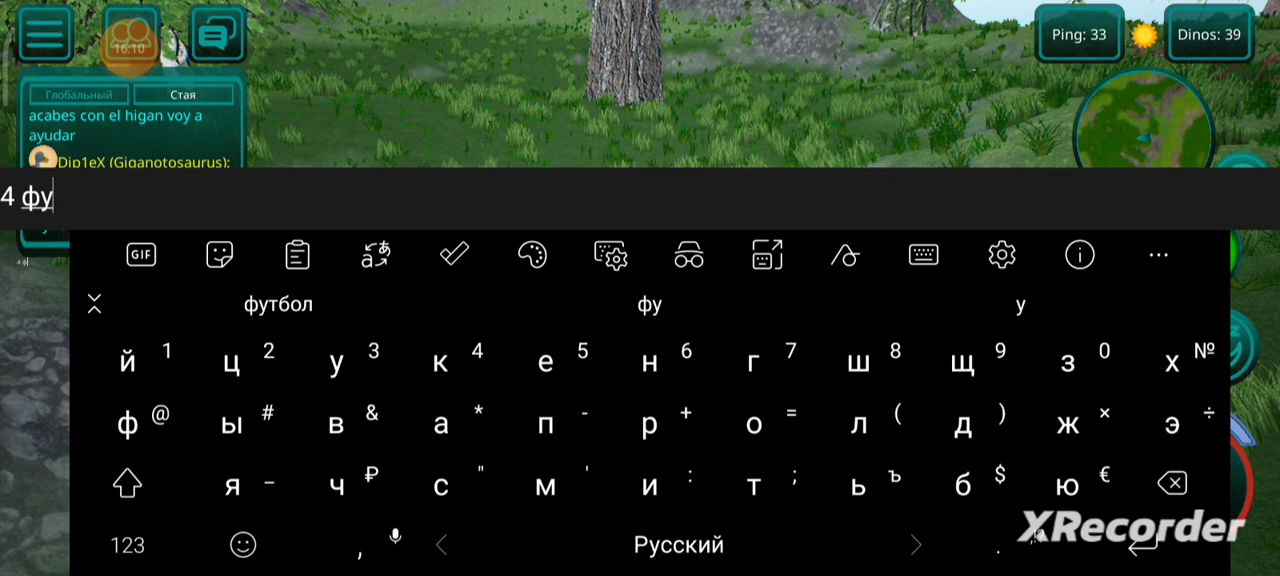 16:10
Ping: 33
Dinos: 39
Глобальный
Стая
acabes con el higan voy a
ayudar
Dip1eX (Giganotosaurus):
4 фу
GIF
футбол
фу
у
й 1 ц 2 у 3 к 4 е 5 н 6 г 7 ш 8 щ 9 з 0 х №
ф @ ы # в & а * п - р + о = л ( д ) ж × э ÷
я _ ч ₽ с " м ' и : т ; ь ъ б $ ю €
123 , < Русский > .
XRecorder